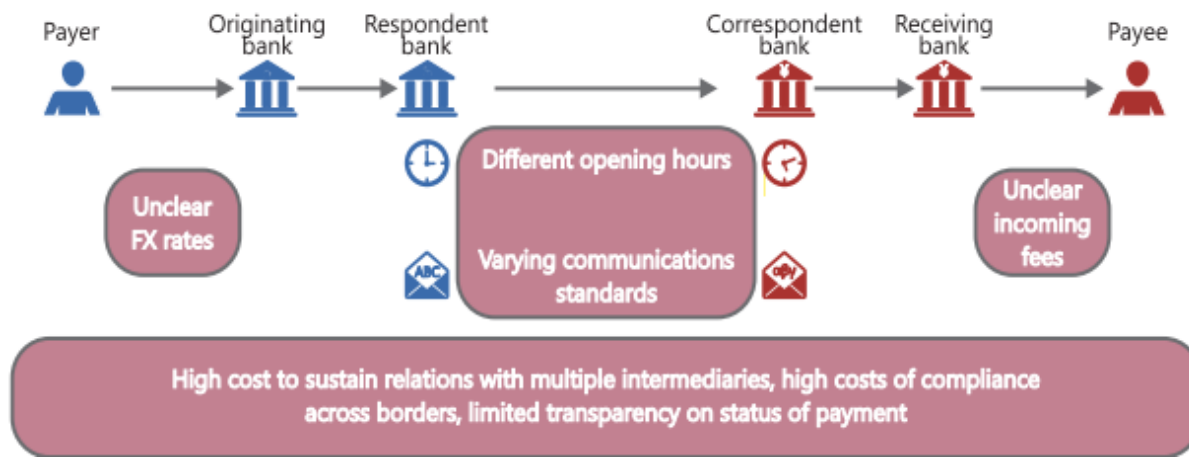 Payer
Originating
bank
Respondent
bank
Correspondent
bank
Receiving
bank
Payee
¥
¥
Different opening hours
Unclear
FX rates
Unclear
incoming
fees
ABC
Varying communications
standards
αβγ
High cost to sustain relations with multiple intermediaries, high costs of compliance
across borders, limited transparency on status of payment